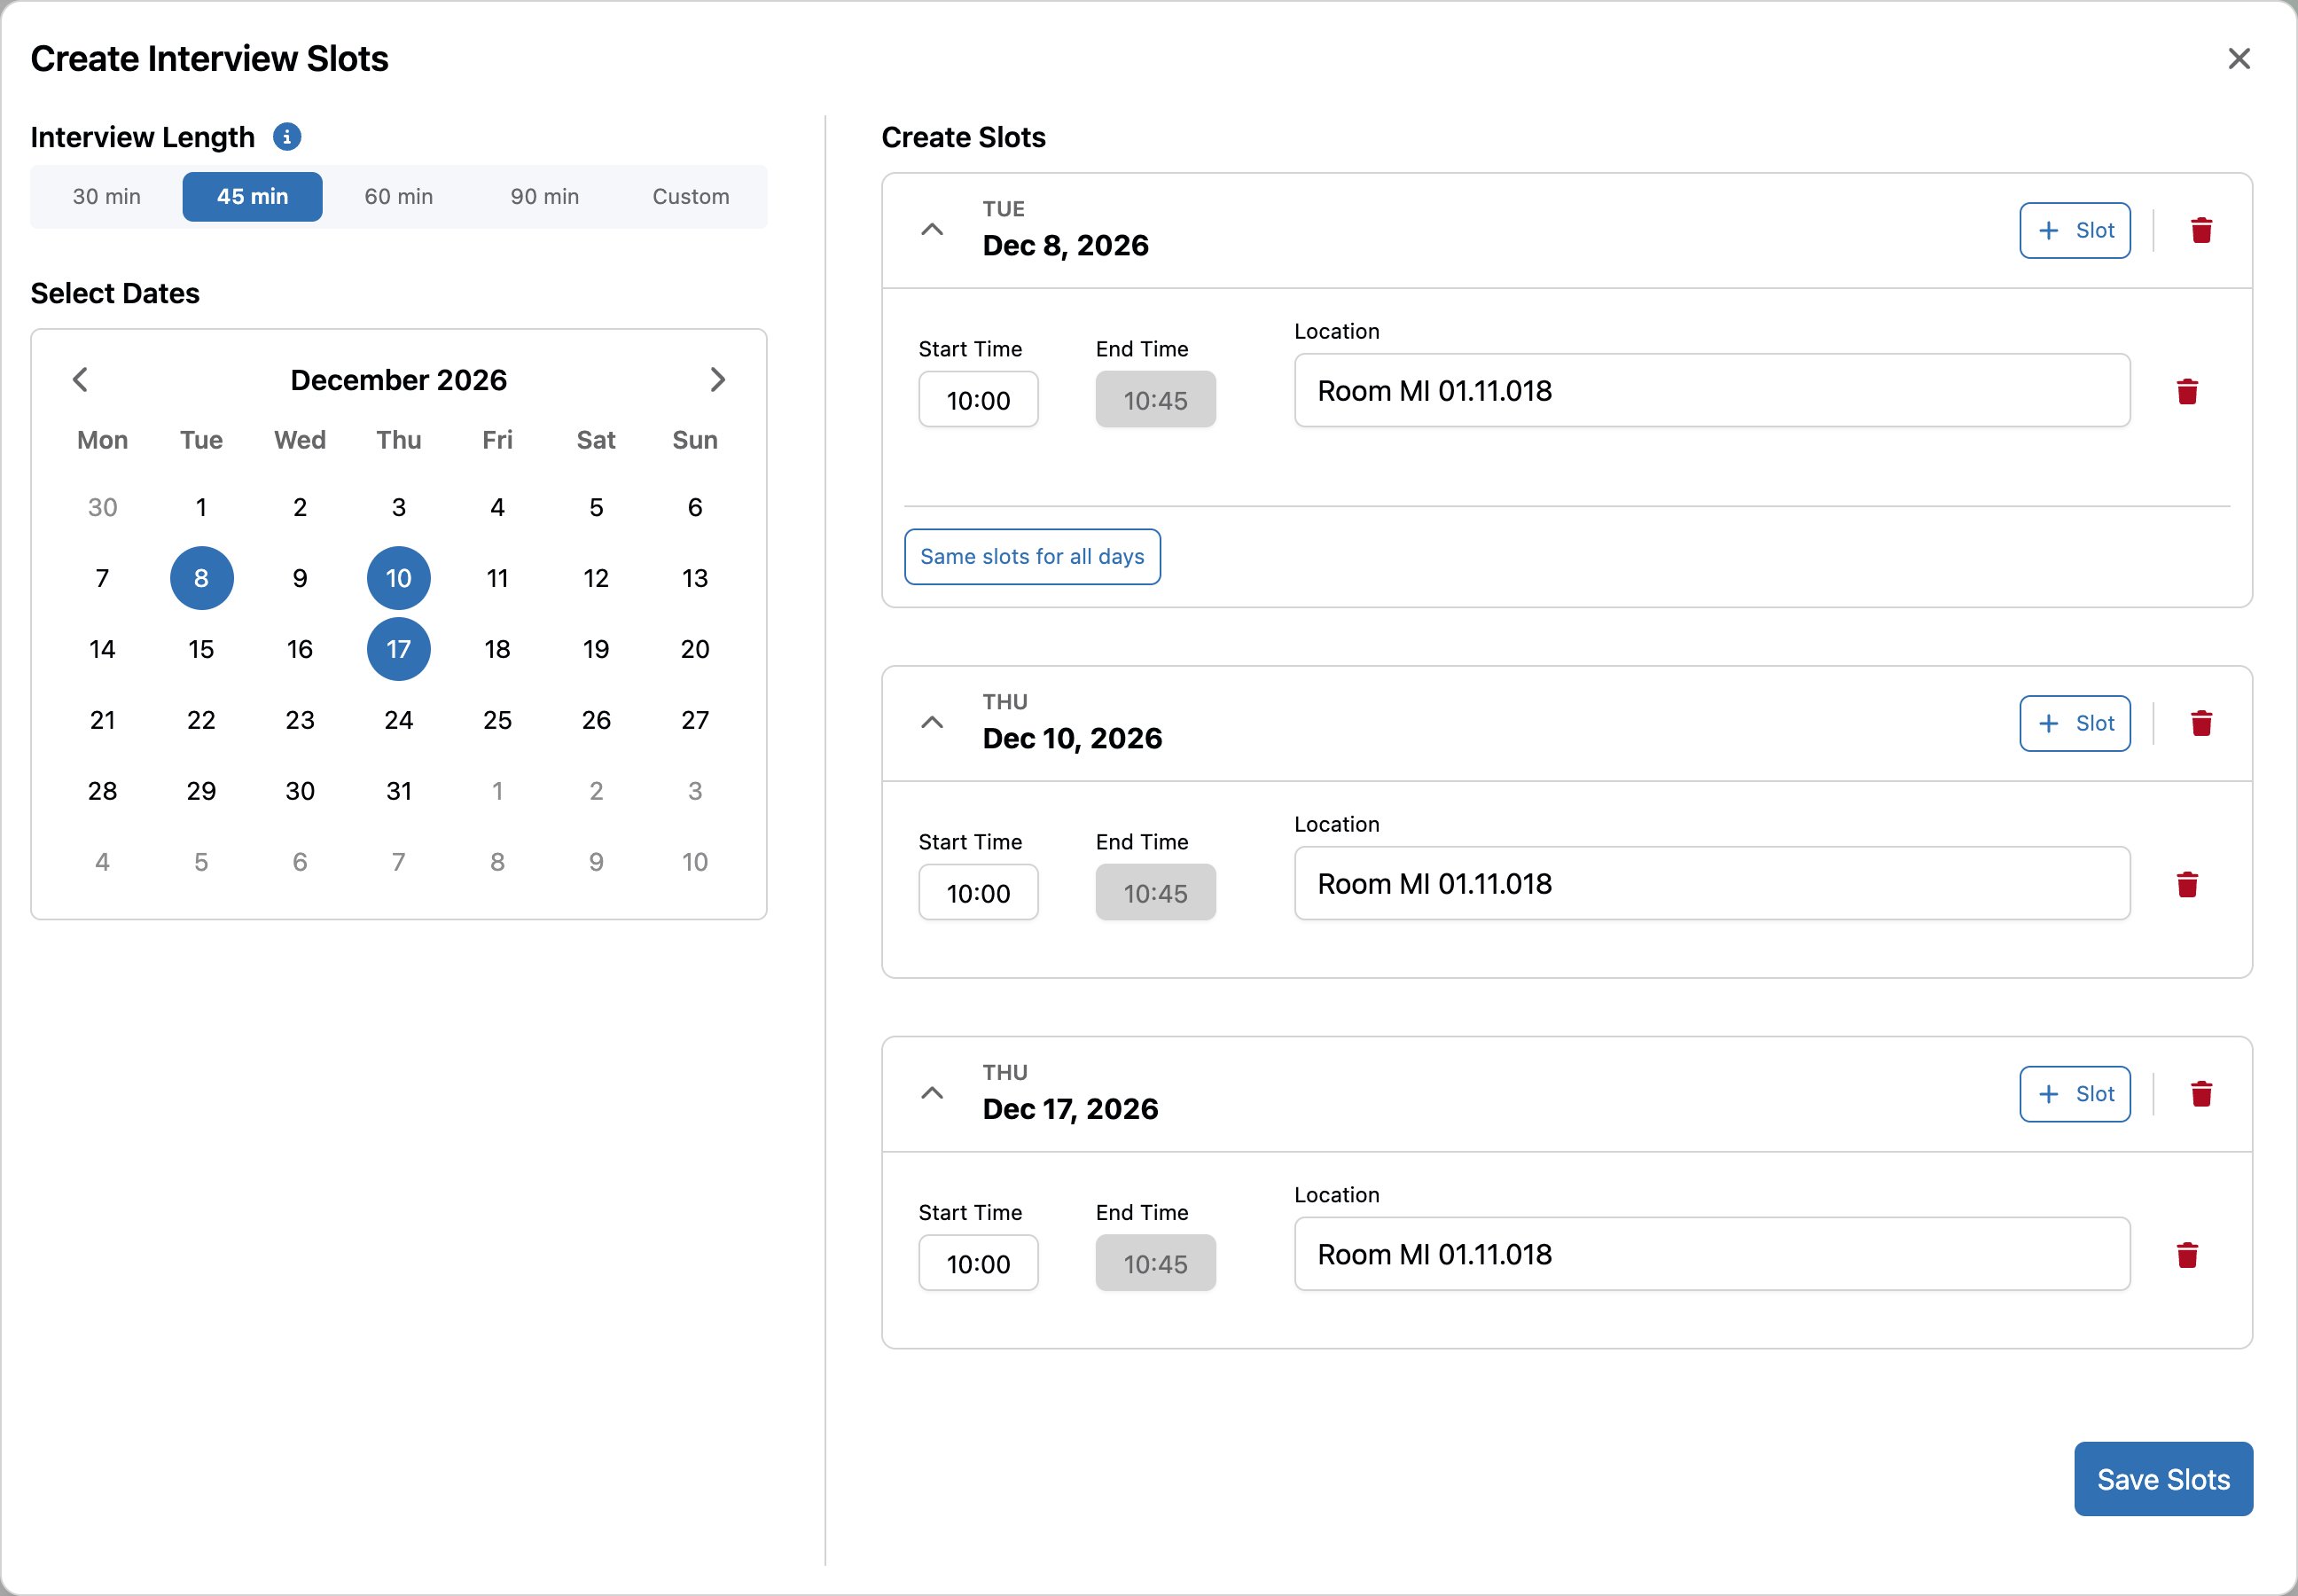 Create Interview Slots
Interview Length
30 min 45 min 60 min 90 min Custom
Select Dates
December 2026
Mon Tue Wed Thu Fri Sat Sun
30 1 2 3 4 5 6
7 8 9 10 11 12 13
14 15 16 17 18 19 20
21 22 23 24 25 26 27
28 29 30 31 1 2 3
4 5 6 7 8 9 10
Create Slots
TUE
Dec 8, 2026
Slot
Start Time End Time Location
10:00 10:45 Room MI 01.11.018
Same slots for all days
THU
Dec 10, 2026
Slot
Start Time End Time Location
10:00 10:45 Room MI 01.11.018
THU
Dec 17, 2026
Slot
Start Time End Time Location
10:00 10:45 Room MI 01.11.018
Save Slots